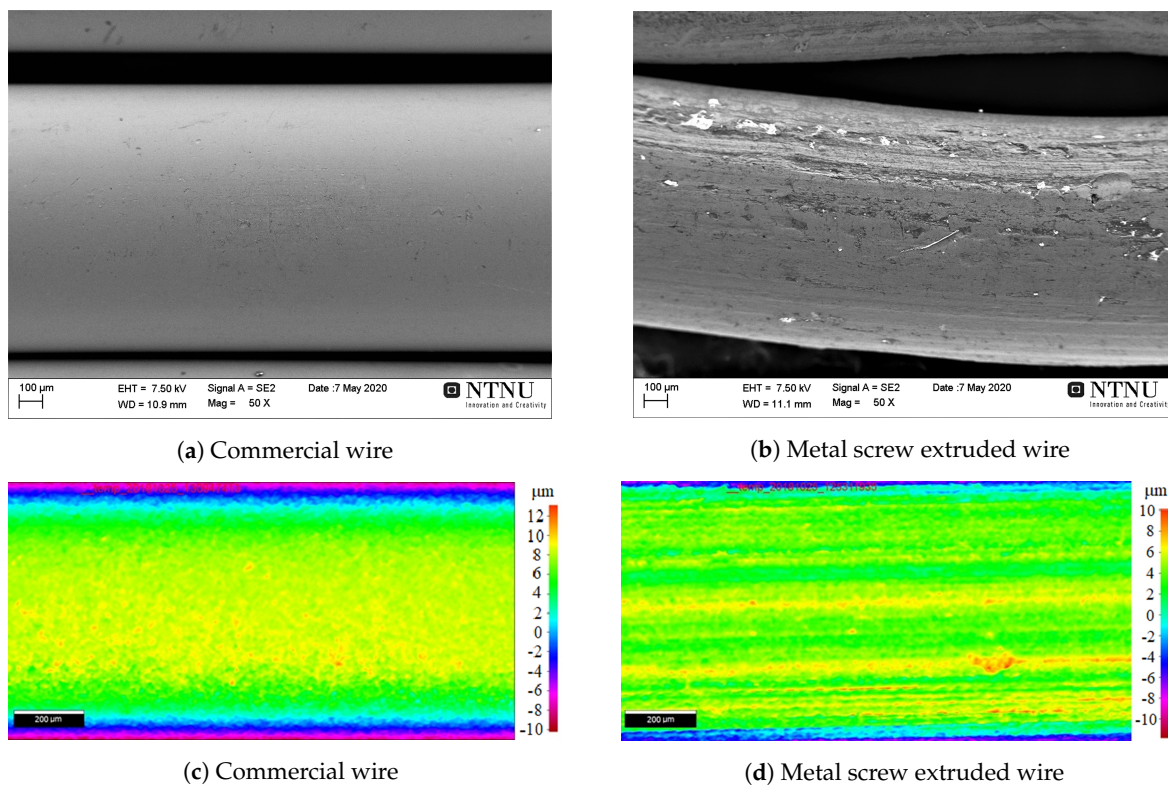 100 µm
EHT = 7.50 kV
WD = 10.9 mm
Signal A = SE2
Mag = 50 X
Date :7 May 2020
NTNU
Innovation and Creativity
100 µm
EHT = 7.50 kV
WD = 11.1 mm
Signal A = SE2
Mag = 50 X
Date :7 May 2020
NTNU
Innovation and Creativity
(a) Commercial wire
(b) Metal screw extruded wire
µm
12
10
8
6
4
2
0
-2
-4
-6
-8
-10
200 µm
µm
10
8
6
4
2
0
-2
-4
-6
-8
-10
200 µm
(c) Commercial wire
(d) Metal screw extruded wire